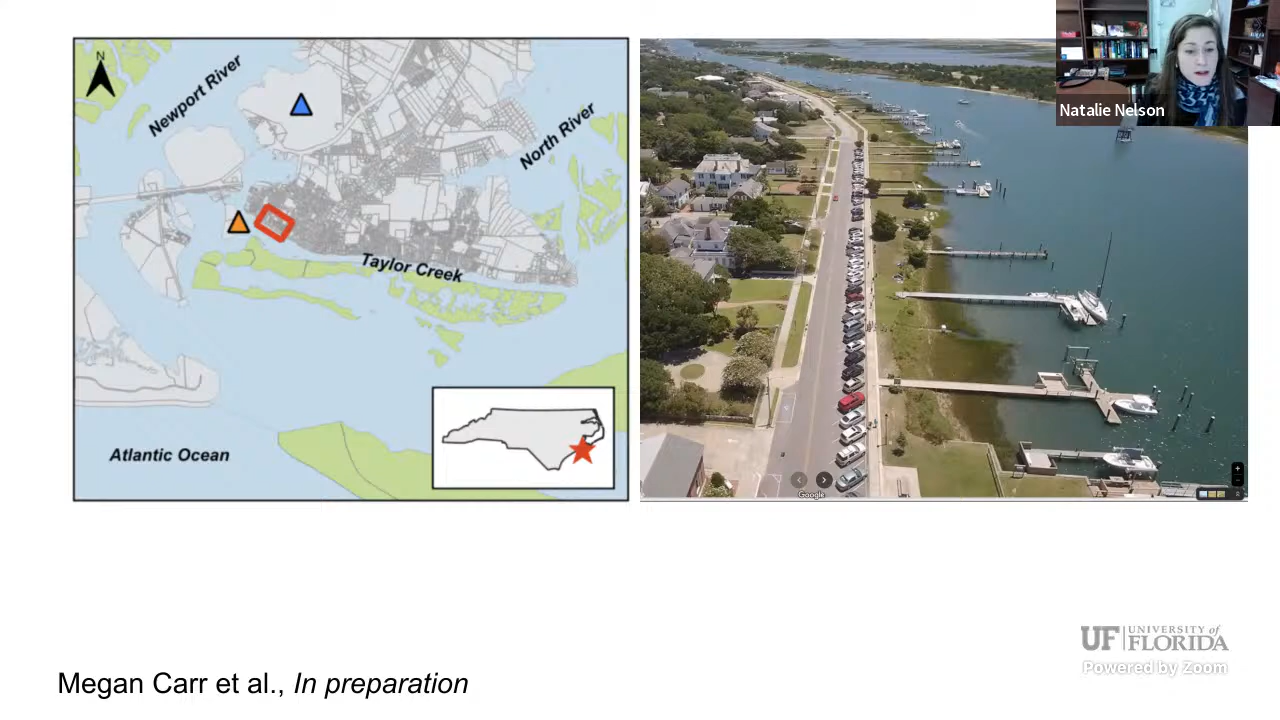 N
Newport River
North River
Taylor Creek
Atlantic Ocean
Google
Natalie Nelson
UF UNIVERSITY of FLORIDA
Powered by Zoom
Megan Carr et al., In preparation